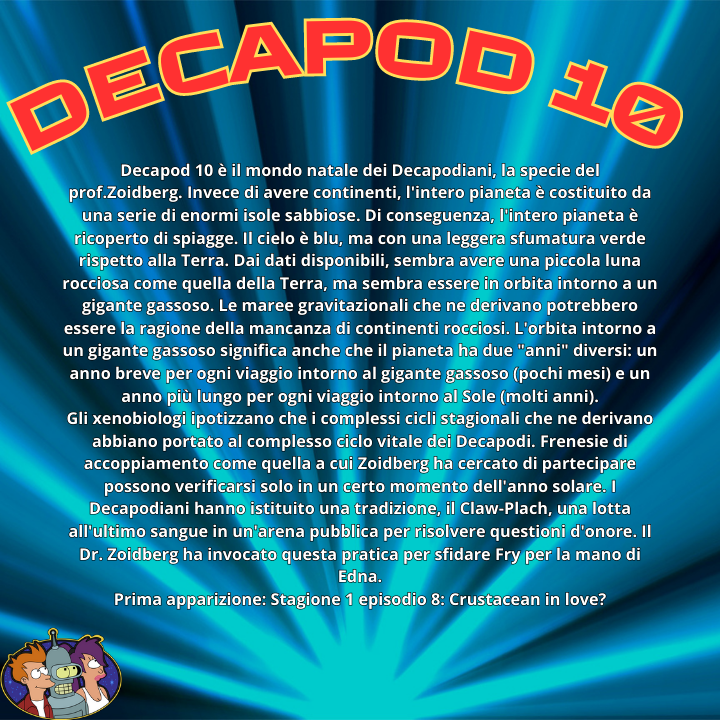 DECAPOD 10
Decapod 10 è il mondo natale dei Decapodiani, la specie del
prof.Zoidberg. Invece di avere continenti, l'intero pianeta è costituito da
una serie di enormi isole sabbiose. Di conseguenza, l'intero pianeta è
ricoperto di spiagge. Il cielo è blu, ma con una leggera sfumatura verde
rispetto alla Terra. Dai dati disponibili, sembra avere una piccola luna
rocciosa come quella della Terra, ma sembra essere in orbita intorno a un
gigante gassoso. Le maree gravitazionali che ne derivano potrebbero
essere la ragione della mancanza di continenti rocciosi. L'orbita intorno a
un gigante gassoso significa anche che il pianeta ha due "anni" diversi: un
anno breve per ogni viaggio intorno al gigante gassoso (pochi mesi) e un
anno più lungo per ogni viaggio intorno al Sole (molti anni).
Gli xenobiologi ipotizzano che i complessi cicli stagionali che ne derivano
abbiano portato al complesso ciclo vitale dei Decapodi. Frenesie di
accoppiamento come quella a cui Zoidberg ha cercato di partecipare
possono verificarsi solo in un certo momento dell'anno solare. I
Decapodiani hanno istituito una tradizione, il Claw-Plach, una lotta
all'ultimo sangue in un'arena pubblica per risolvere questioni d'onore. Il
Dr. Zoidberg ha invocato questa pratica per sfidare Fry per la mano di
Edna.
Prima apparizione: Stagione 1 episodio 8: Crustacean in love?